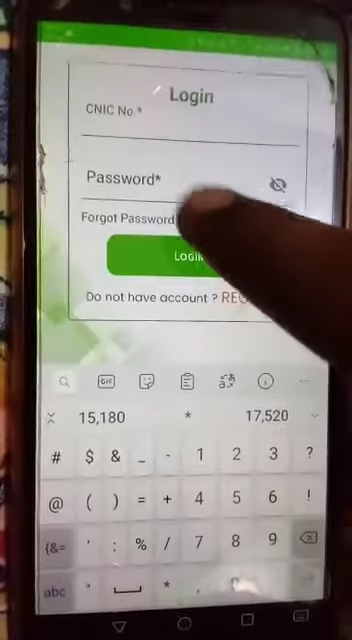 Login
CNIC No.*
Password*
Forgot Password
Login
Do not have account ? REG
GIF
15,180 * 17,520
# $ & _ - 1 2 3 ?
@ ( ) = + 4 5 6 !
{&= ' : % / 7 8 9
abc " * ,